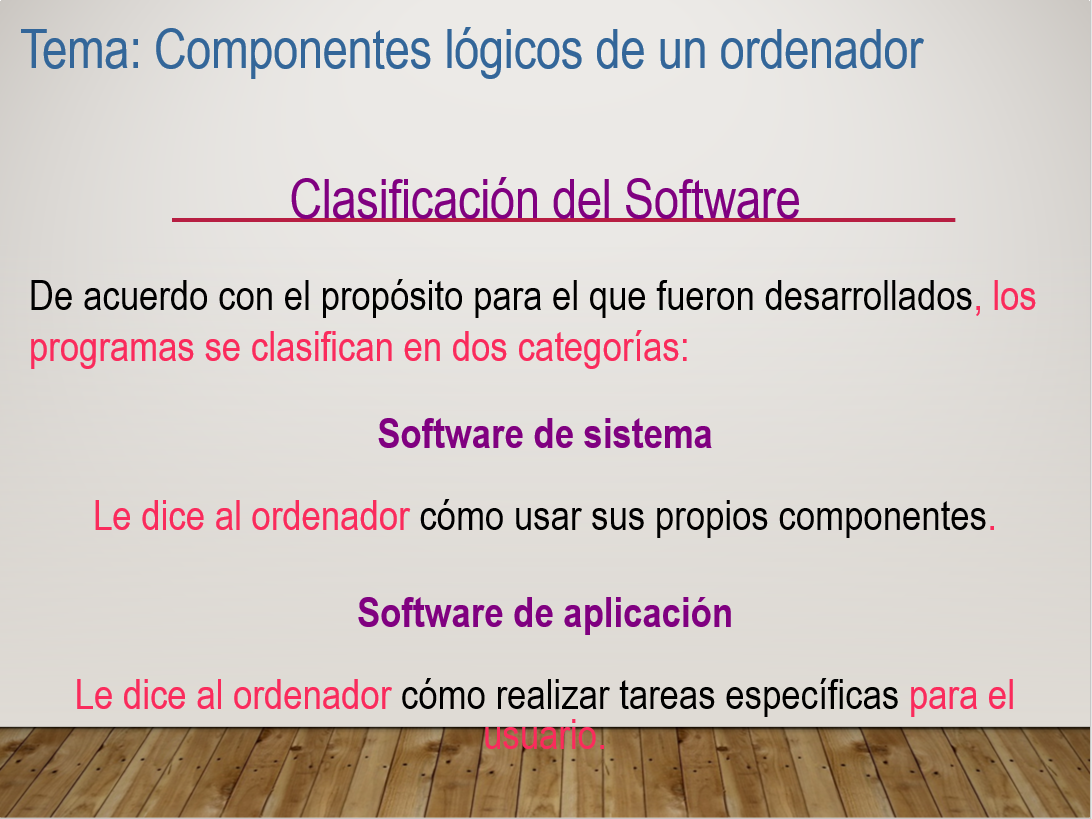 Tema: Componentes lógicos de un ordenador
Clasificación del Software
De acuerdo con el propósito para el que fueron desarrollados, los
programas se clasifican en dos categorías:
Software de sistema
Le dice al ordenador cómo usar sus propios componentes.
Software de aplicación
Le dice al ordenador cómo realizar tareas específicas para el
usuario.